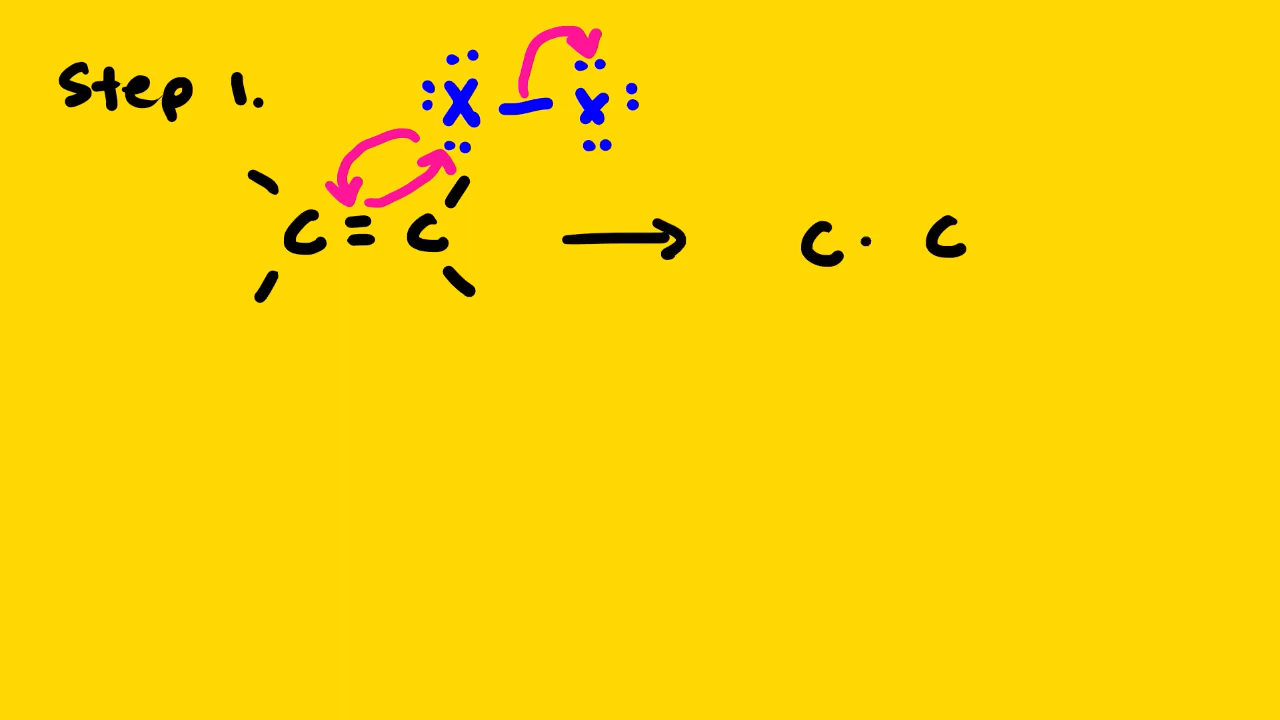 Step 1.
X — X
C = C → C · C